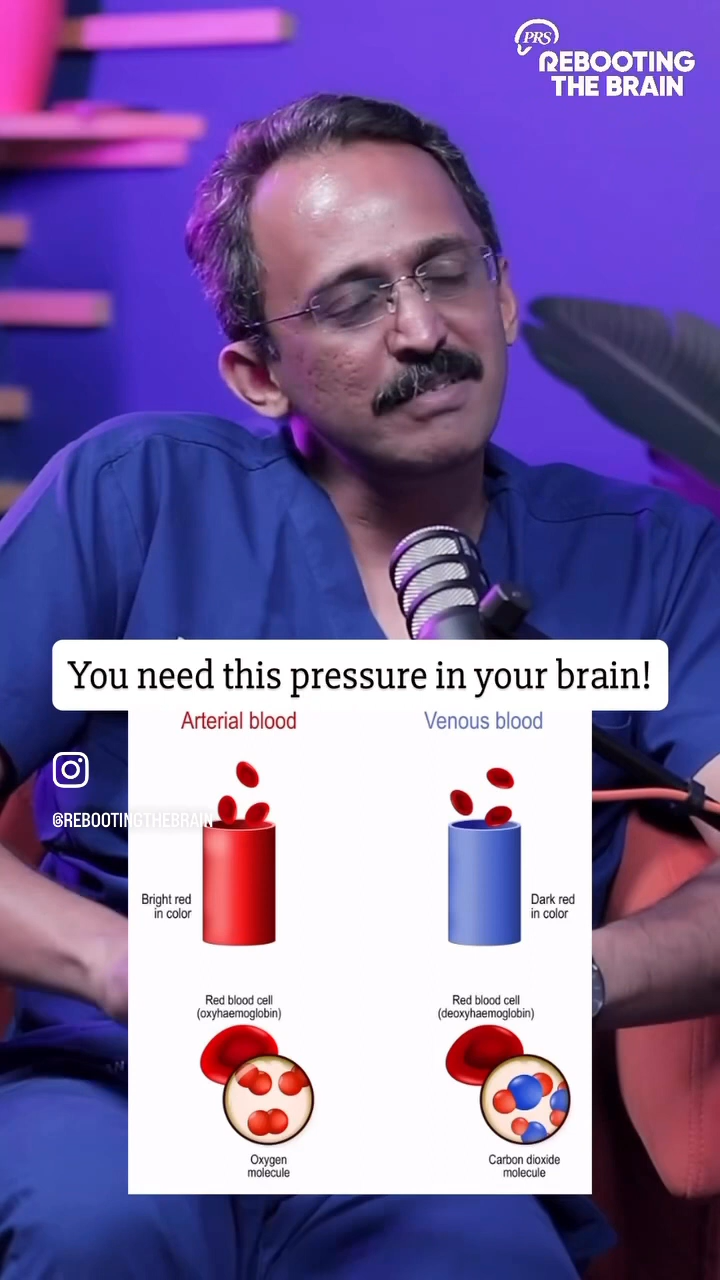 PRS
REBOOTING
THE BRAIN
You need this pressure in your brain!
Arterial blood
Venous blood
@REBOOTINGTHEBRAIN
Bright red
in color
Dark red
in color
Red blood cell
(oxyhaemoglobin)
Red blood cell
(deoxyhaemoglobin)
Oxygen
molecule
Carbon dioxide
molecule